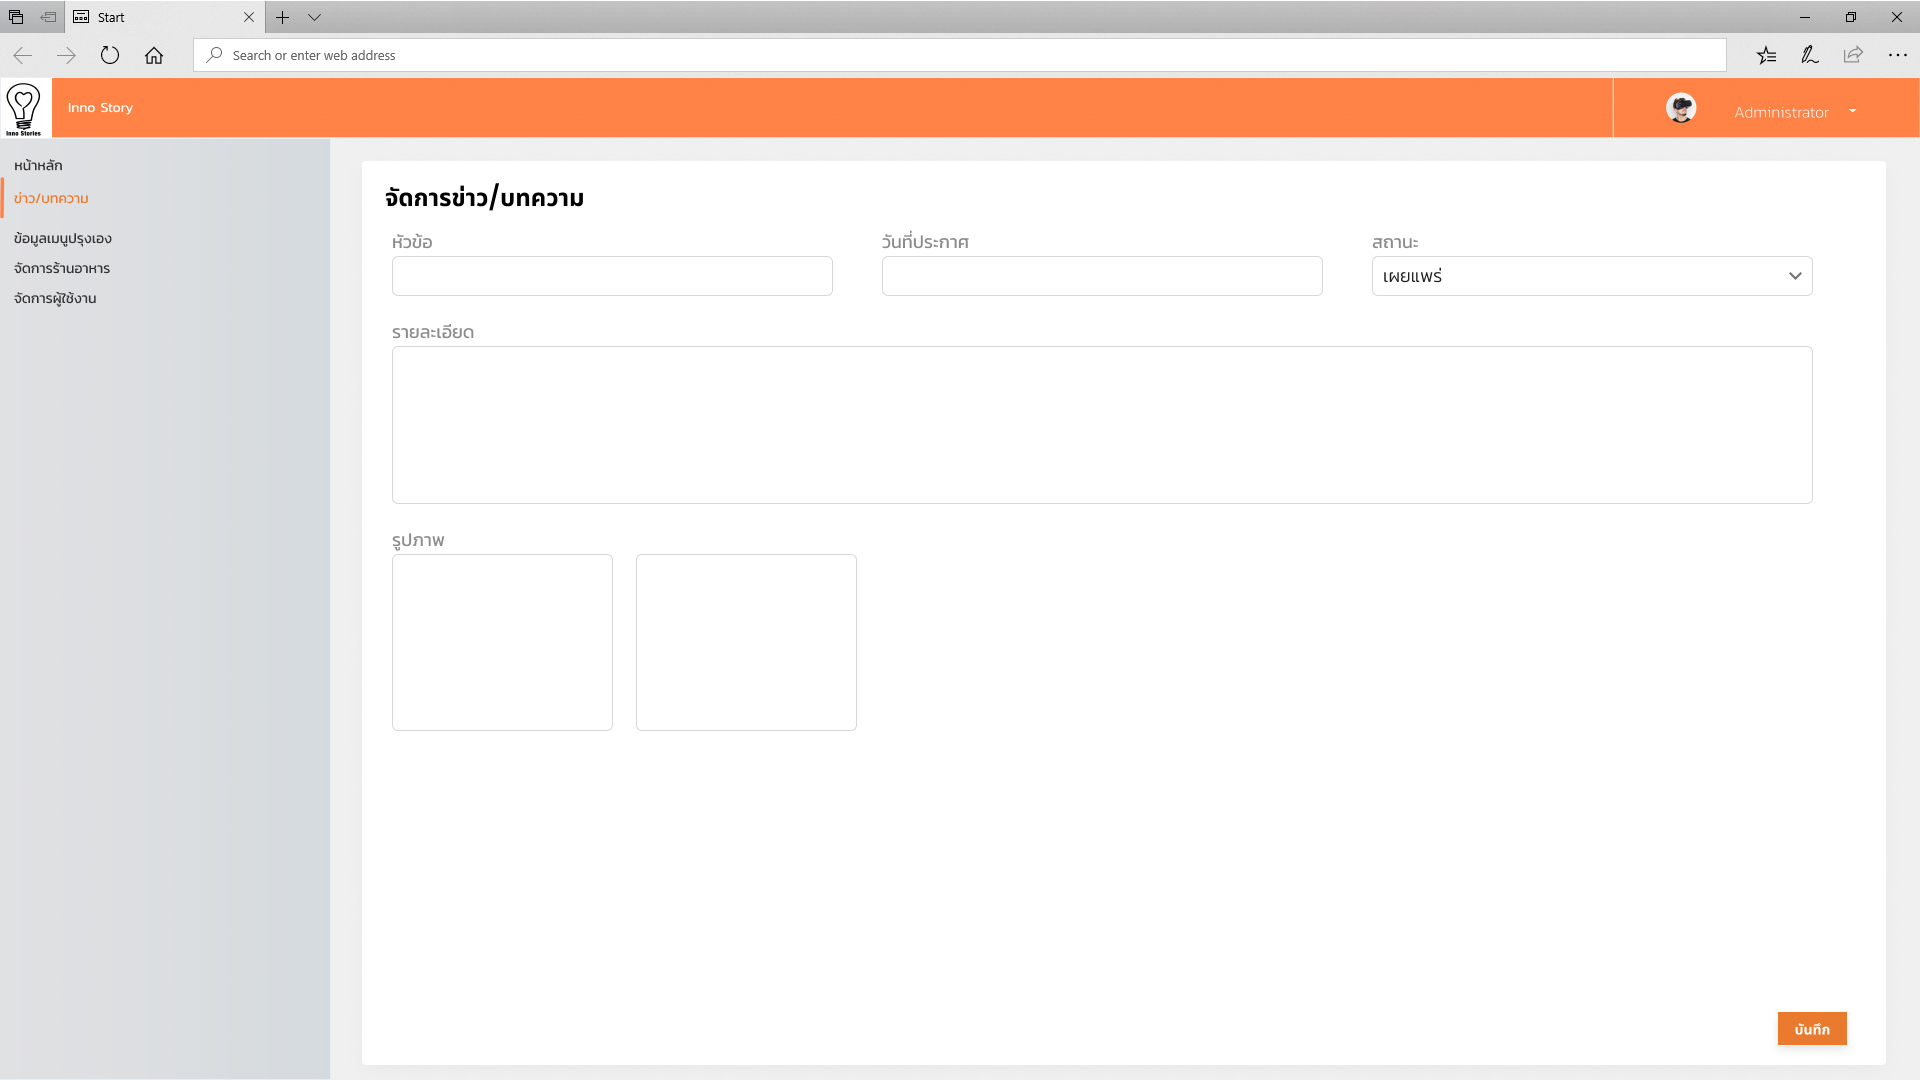 Start
Search or enter web address
Inno Stories
Inno Story
Administrator
หน้าหลัก
ข่าว/บทความ
ข้อมูลเมนูปรุงเอง
จัดการร้านอาหาร
จัดการผู้ใช้งาน
จัดการข่าว/บทความ
หัวข้อ
วันที่ประกาศ
สถานะ
เผยแพร่
รายละเอียด
รูปภาพ
บันทึก